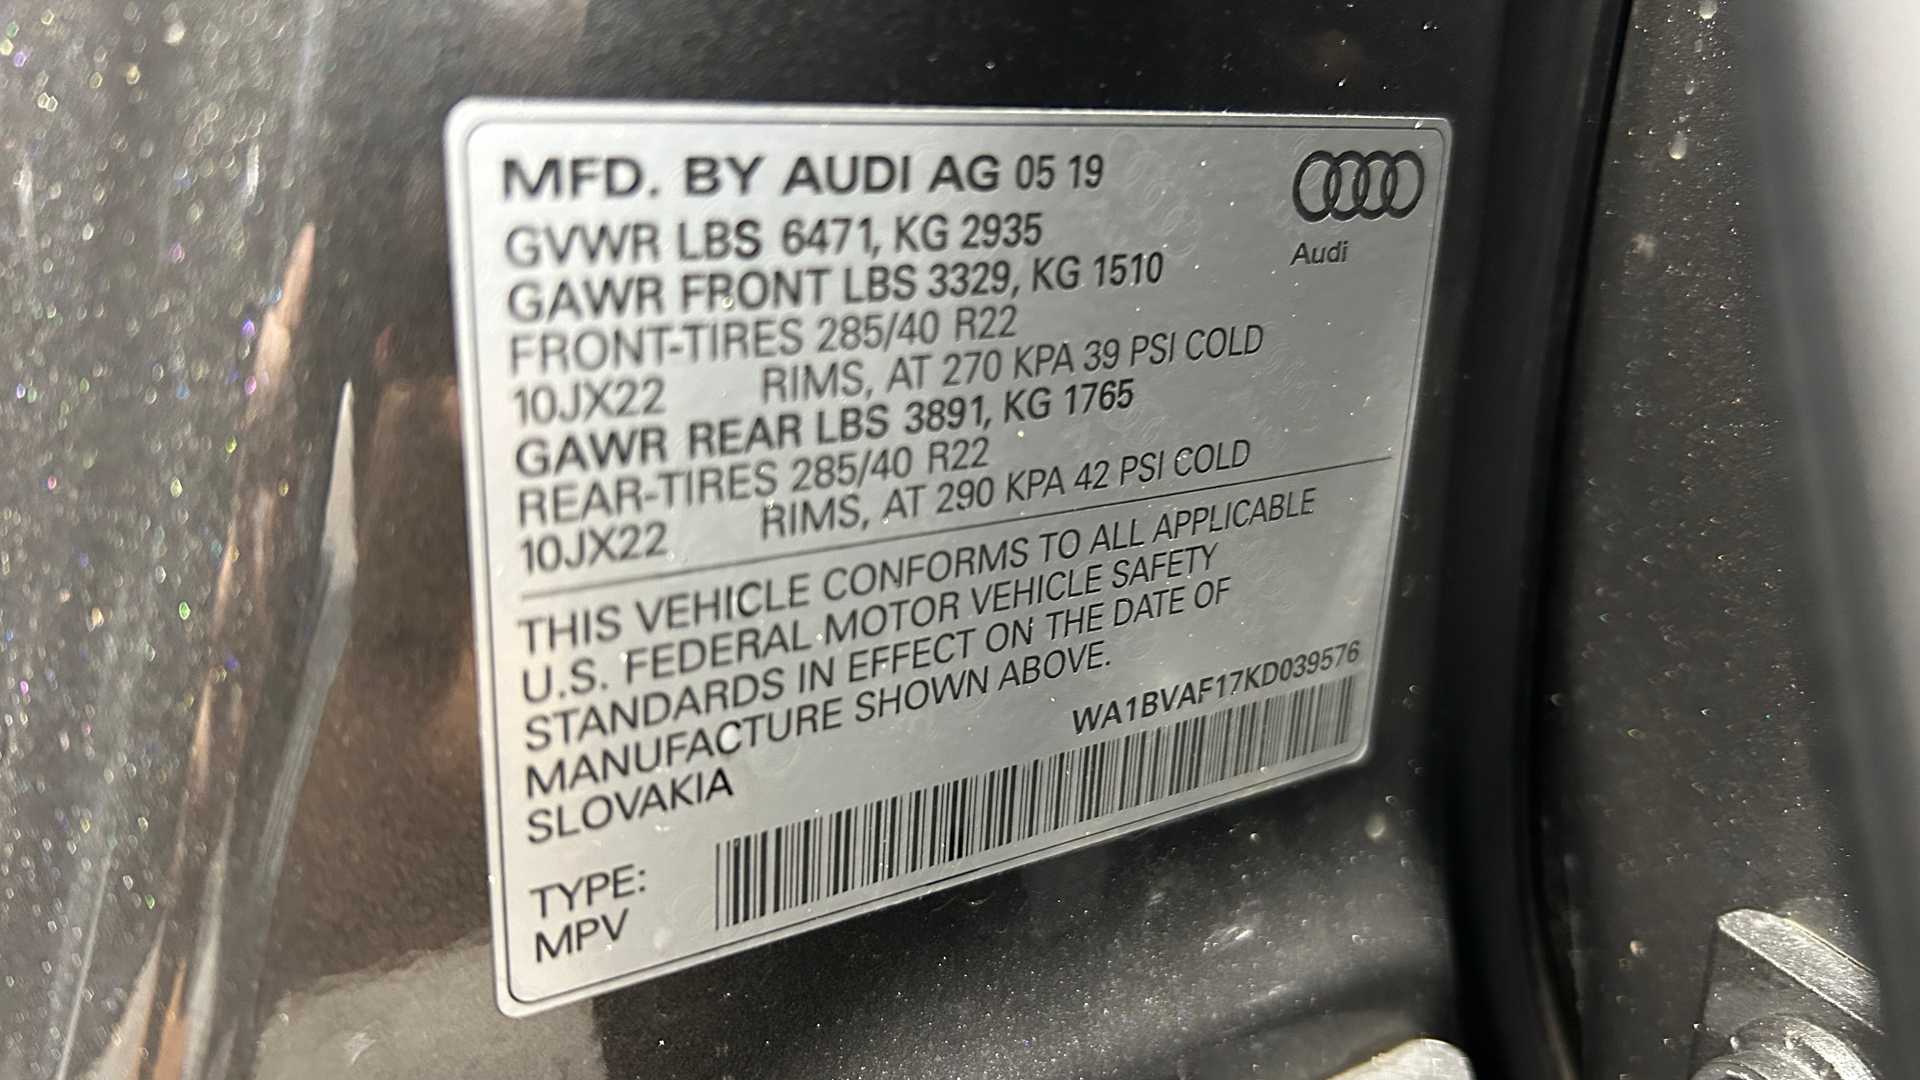 MFD. BY AUDI AG 05 19
GVWR LBS 6471, KG 2935
GAWR FRONT LBS 3329, KG 1510
FRONT-TIRES 285/40 R22
10JX22 RIMS, AT 270 KPA 39 PSI COLD
GAWR REAR LBS 3891, KG 1765
REAR-TIRES 285/40 R22
10JX22 RIMS, AT 290 KPA 42 PSI COLD
Audi
THIS VEHICLE CONFORMS TO ALL APPLICABLE
U.S. FEDERAL MOTOR VEHICLE SAFETY
STANDARDS IN EFFECT ON THE DATE OF
MANUFACTURE SHOWN ABOVE.
SLOVAKIA
WA1BVAF17KD039576
TYPE:
MPV